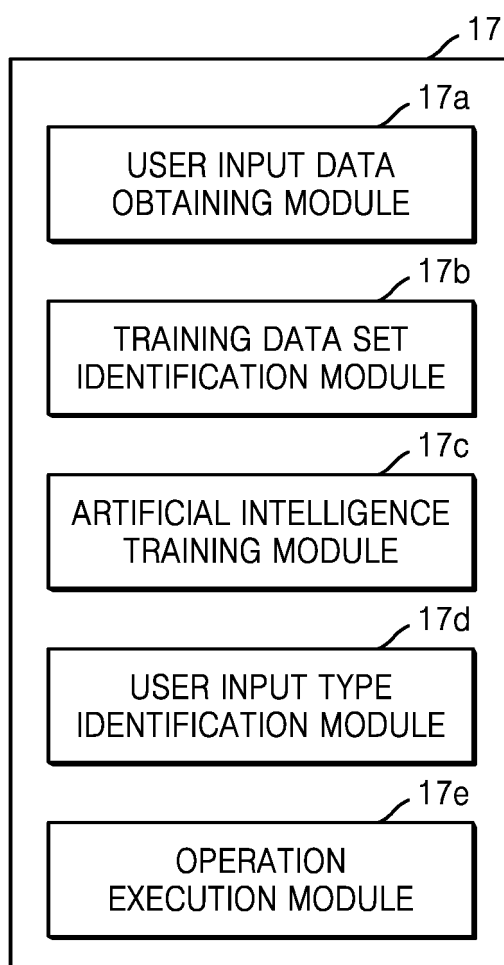 17
17a
USER INPUT DATA
OBTAINING MODULE
17b
TRAINING DATA SET
IDENTIFICATION MODULE
17c
ARTIFICIAL INTELLIGENCE
TRAINING MODULE
17d
USER INPUT TYPE
IDENTIFICATION MODULE
17e
OPERATION
EXECUTION MODULE